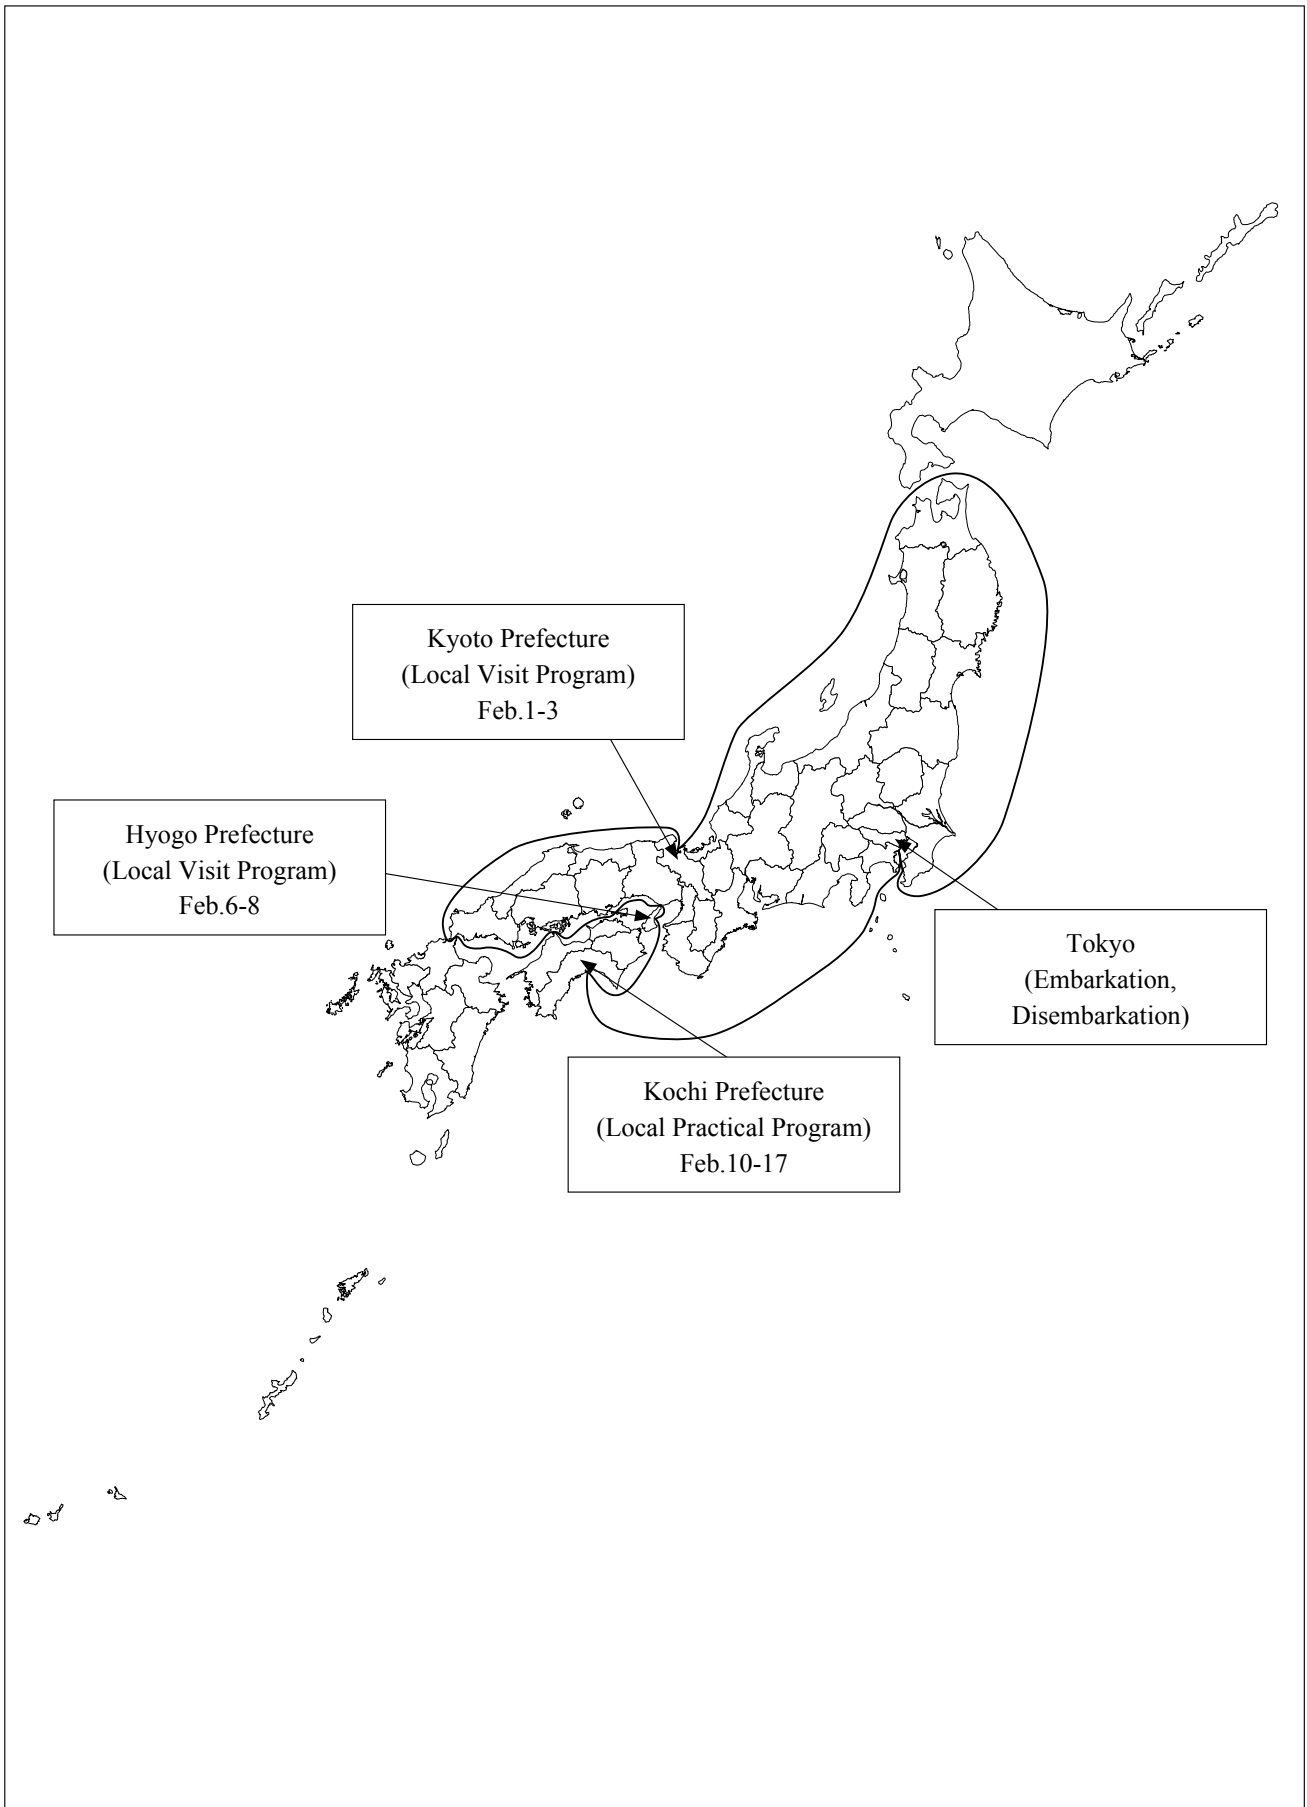 Kyoto Prefecture
(Local Visit Program)
Feb.1-3
Hyogo Prefecture
(Local Visit Program)
Feb.6-8
Tokyo
(Embarkation,
Disembarkation)
Kochi Prefecture
(Local Practical Program)
Feb.10-17